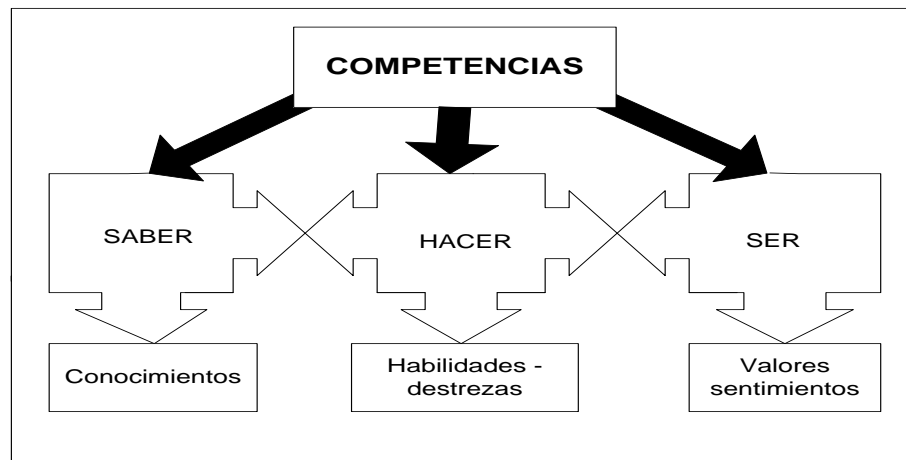 COMPETENCIAS
SABER
HACER
SER
Conocimientos
Habilidades -
destrezas
Valores
sentimientos